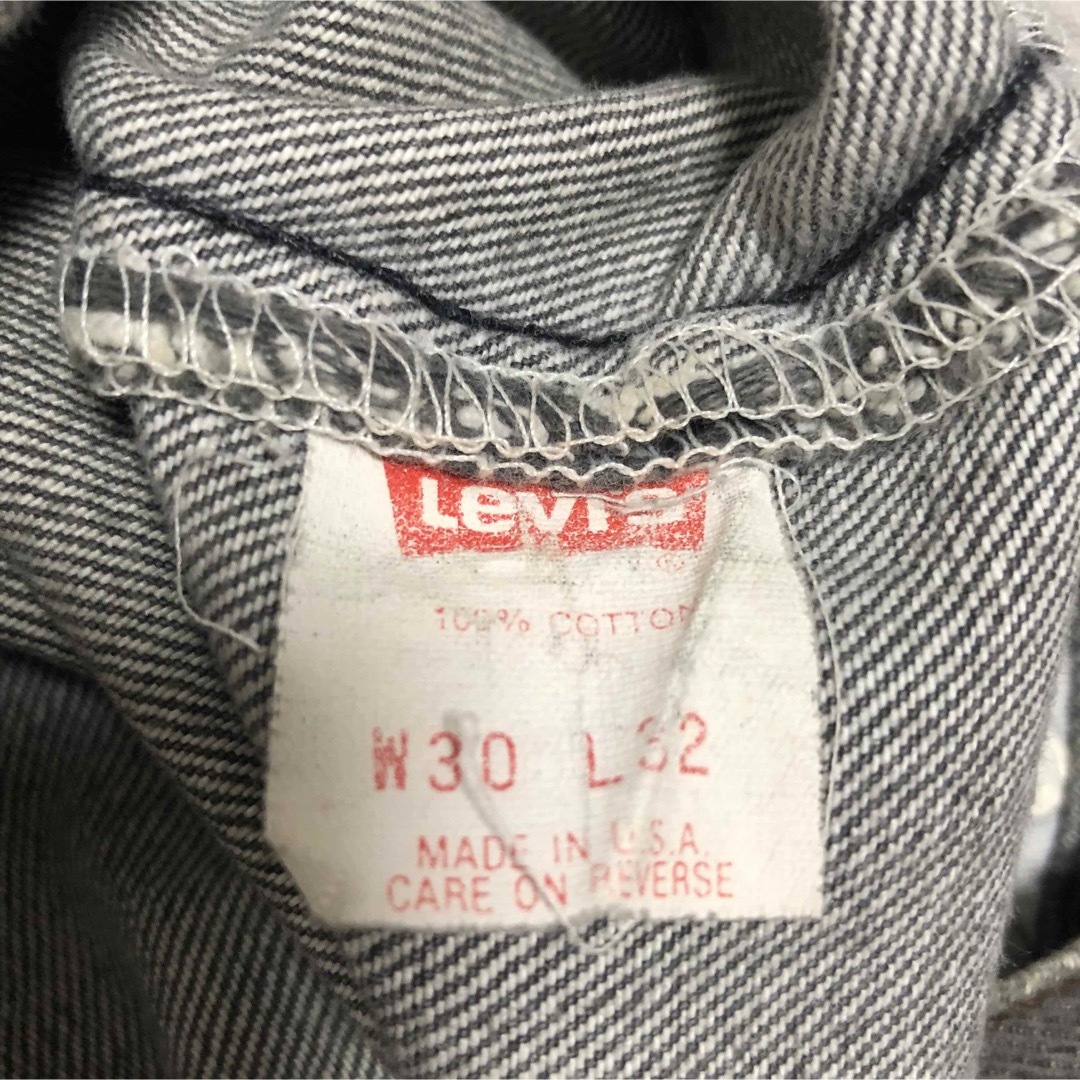 Levi's
®
100% COTTON
W30 L32
MADE IN U.S.A.
CARE ON REVERSE